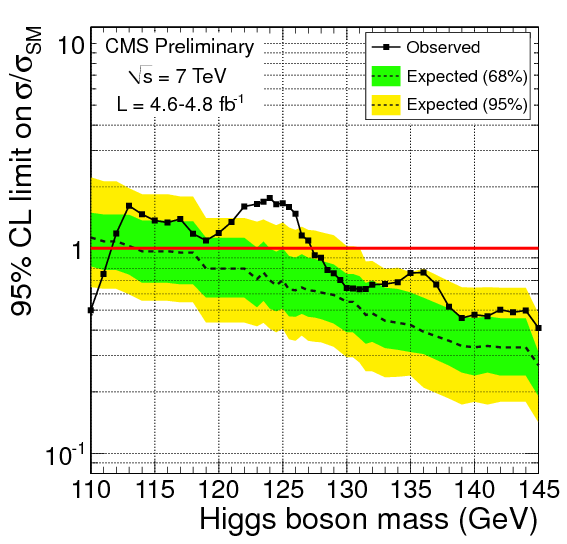 95% CL limit on σ/σSM
10
1
10-1
CMS Preliminary
√s = 7 TeV
L = 4.6-4.8 fb-1
Observed
Expected (68%)
Expected (95%)
110 115 120 125 130 135 140 145
Higgs boson mass (GeV)